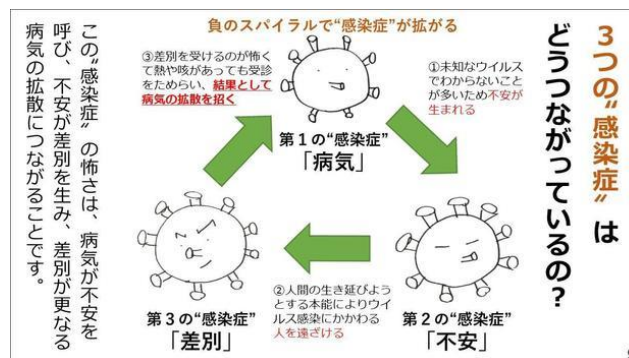 3つの“感染症”は
どうつながっているの？
負のスパイラルで“感染症”が拡がる
第1の“感染症”
「病気」
①未知なウイルス
でわからないこと
が多いため不安が
生まれる
第2の“感染症”
「不安」
②人間の生き延びよう
とする本能によりウイ
ルス感染にかかわる
人を遠ざける
第3の“感染症”
「差別」
③差別を受けるのが怖く
て熱や咳があっても受診
をためらい、結果として
病気の拡散を招く
この“感染症”の怖さは、病気が不安を
呼び、不安が差別を生み、差別が更なる
病気の拡散につながることです。